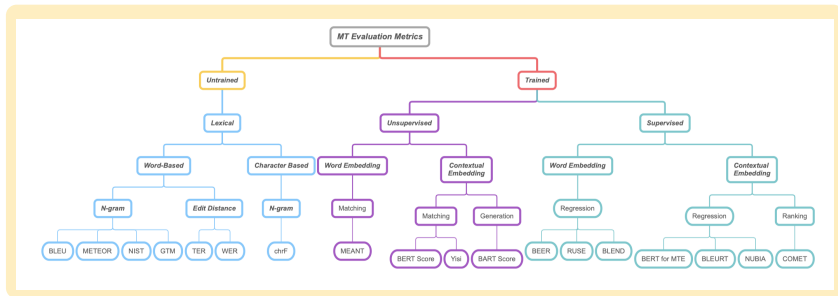 MT Evaluation Metrics
Untrained
Trained
Lexical
Unsupervised
Supervised
Word-Based
Character Based
Word Embedding
Contextual
Embedding
Word Embedding
Contextual
Embedding
N-gram
Edit Distance
N-gram
Matching
Matching
Generation
Regression
Regression
Ranking
BLEU
METEOR
NIST
GTM
TER
WER
chrF
MEANT
BERT Score
Yisi
BART Score
BEER
RUSE
BLEND
BERT for MTE
BLEURT
NUBIA
COMET